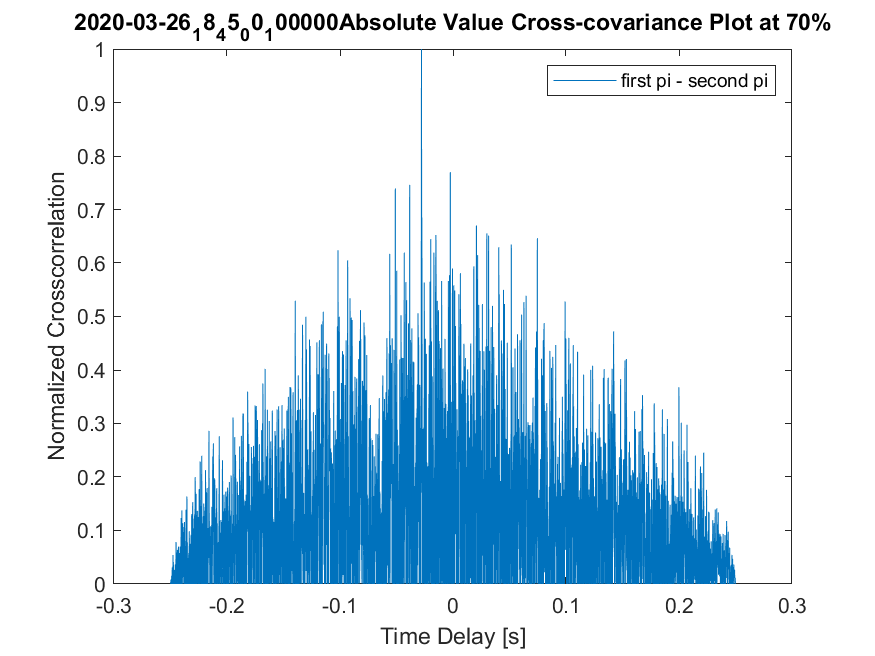 2020-03-26₁8₄5₀0₁00000Absolute Value Cross-covariance Plot at 70%
first pi - second pi
1
0.9
0.8
0.7
0.6
0.5
0.4
0.3
0.2
0.1
0
Normalized Crosscorrelation
-0.3 -0.2 -0.1 0 0.1 0.2 0.3
Time Delay [s]